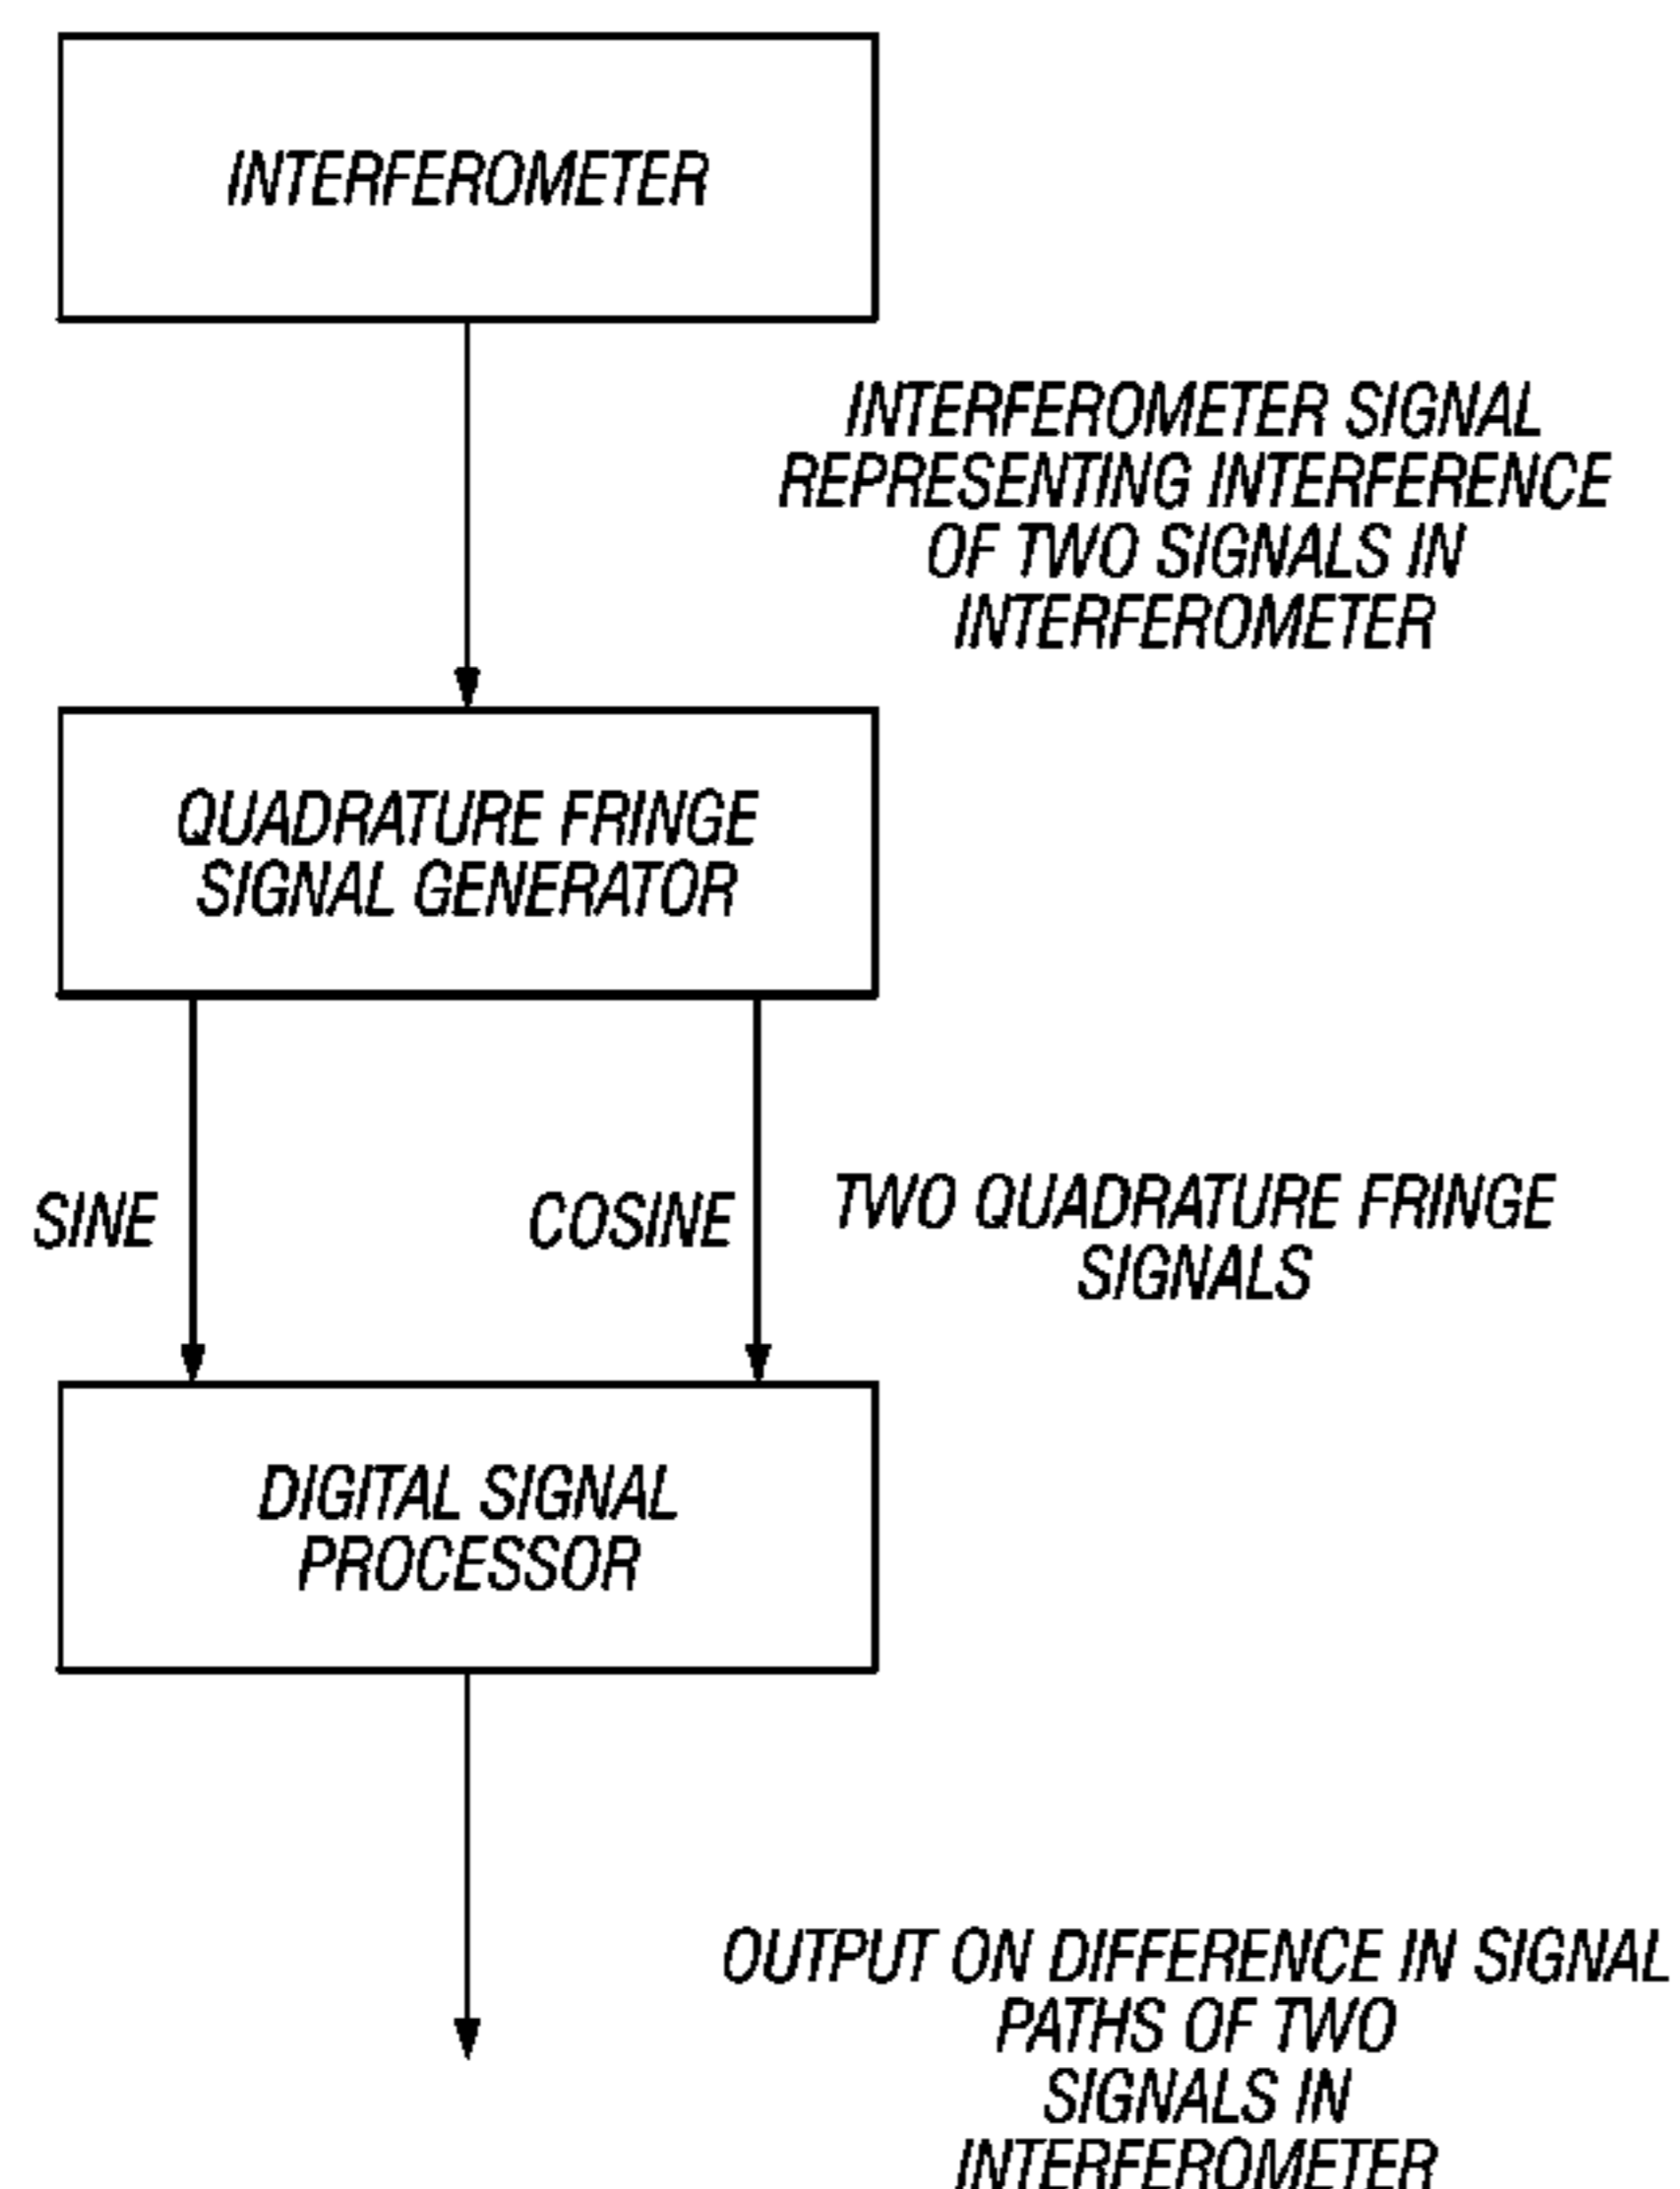 INTERFEROMETER
INTERFEROMETER SIGNAL
REPRESENTING INTERFERENCE
OF TWO SIGNALS IN
INTERFEROMETER
QUADRATURE FRINGE
SIGNAL GENERATOR
SINE
COSINE
TWO QUADRATURE FRINGE
SIGNALS
DIGITAL SIGNAL
PROCESSOR
OUTPUT ON DIFFERENCE IN SIGNAL
PATHS OF TWO
SIGNALS IN
INTERFEROMETER